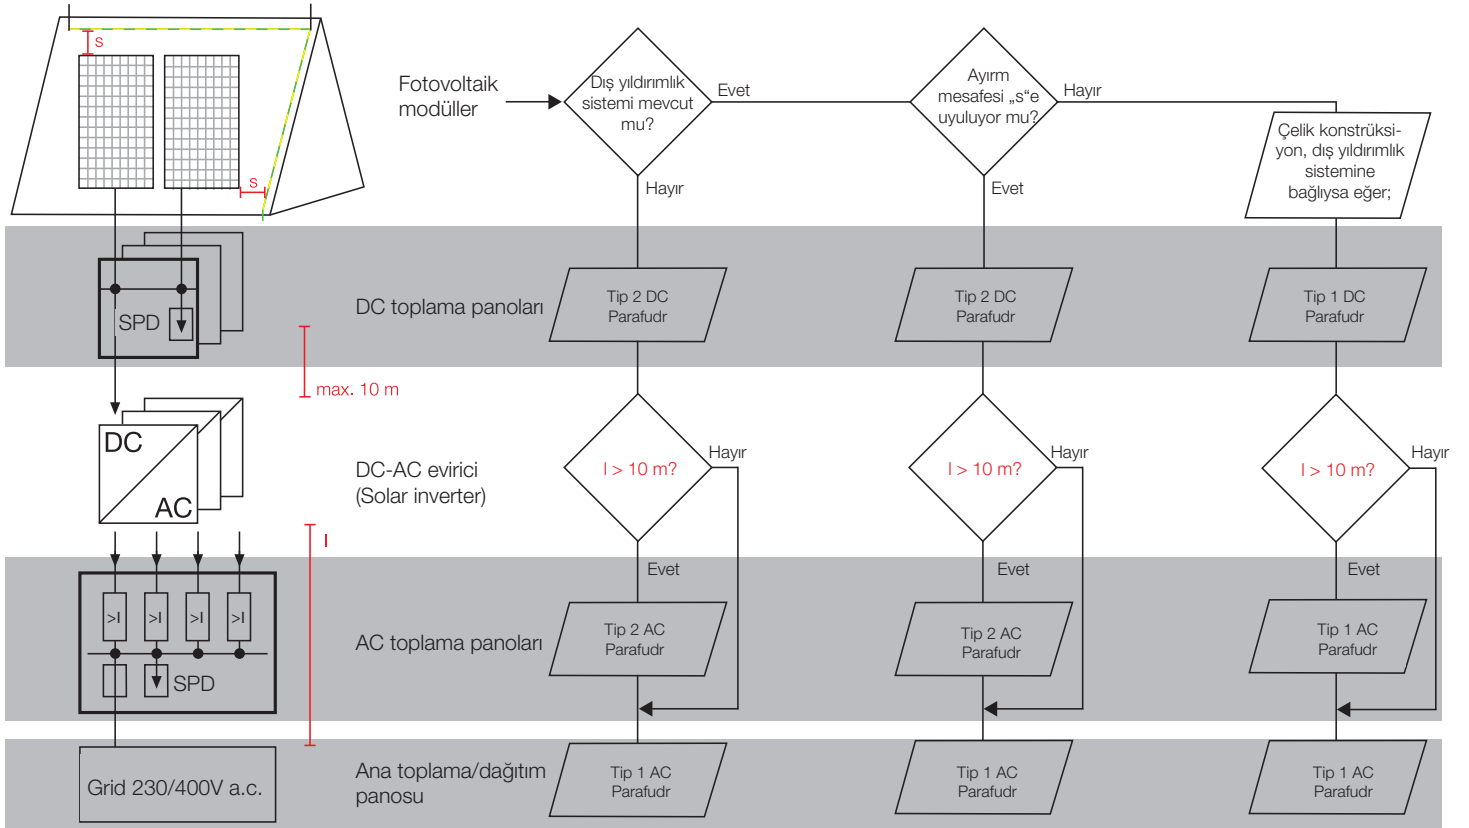 s
s
Fotovoltaik
modüller
Dış yıldırımlık
sistemi mevcut
mu?
Evet
Hayır
Ayırm
mesafesi „s“e
uyuluyor mu?
Hayır
Evet
Çelik konstrüksi-
yon, dış yıldırımlık
sistemine
bağlıysa eğer;
SPD
DC toplama panoları
Tip 2 DC
Parafudr
Tip 2 DC
Parafudr
Tip 1 DC
Parafudr
max. 10 m
DC
AC
DC-AC evirici
(Solar inverter)
l > 10 m?
Hayır
Evet
l > 10 m?
Hayır
Evet
l > 10 m?
Hayır
Evet
l
>I
>I
>I
>I
SPD
AC toplama panoları
Tip 2 AC
Parafudr
Tip 2 AC
Parafudr
Tip 1 AC
Parafudr
Grid 230/400V a.c.
Ana toplama/dağıtım
panosu
Tip 1 AC
Parafudr
Tip 1 AC
Parafudr
Tip 1 AC
Parafudr